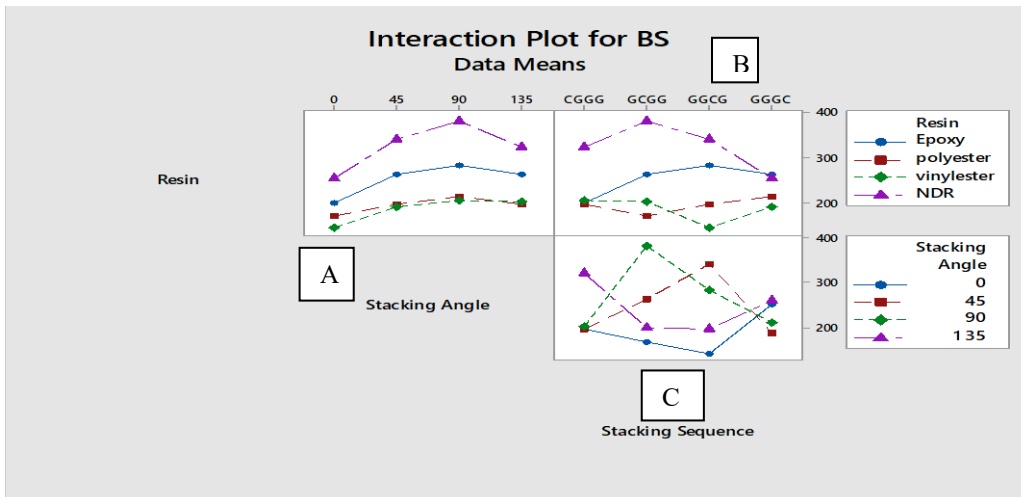 Interaction Plot for BS
Data Means
B
0 45 90 135 CGGG GCGG GGCG GGGC
400
300
200
Resin
Resin
Epoxy
polyester
vinylester
NDR
A
Stacking Angle
400
300
200
Stacking
Angle
0
45
90
135
C
Stacking Sequence